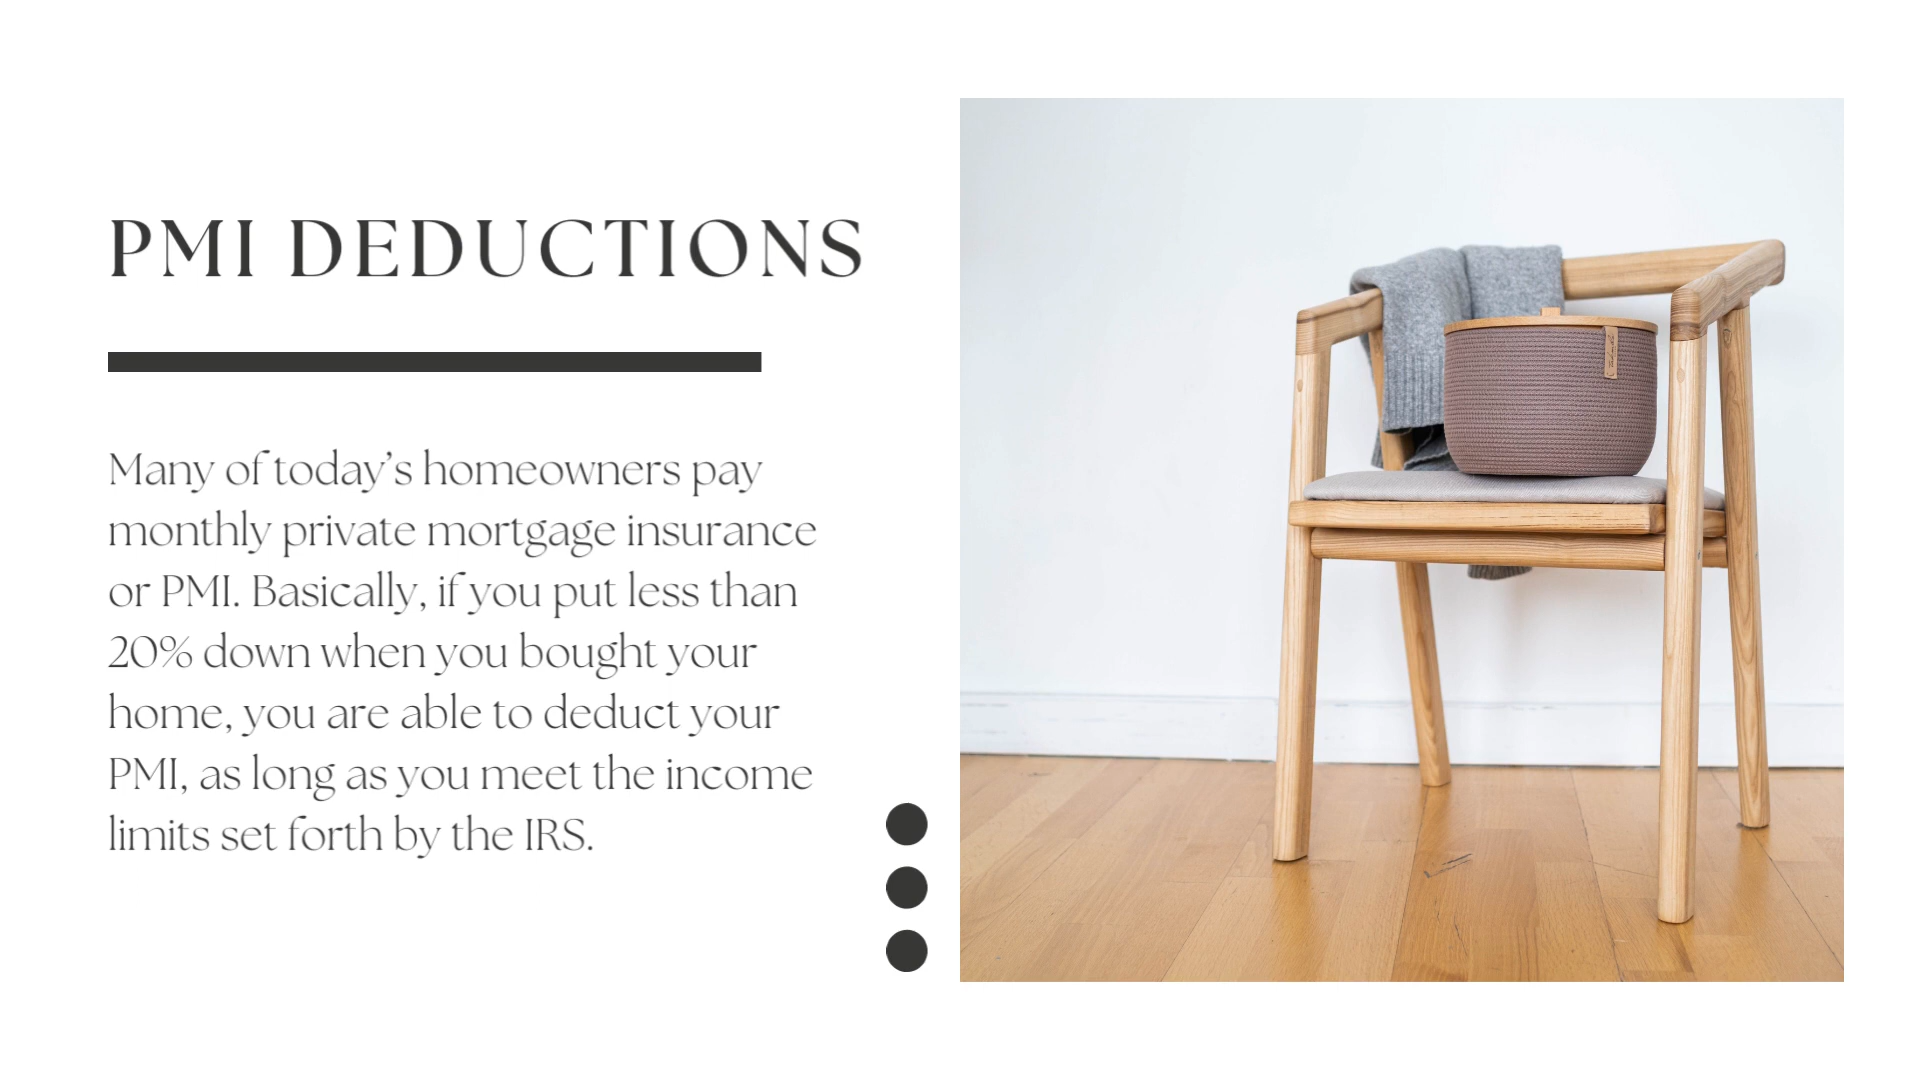 PMI DEDUCTIONS
Many of today’s homeowners pay
monthly private mortgage insurance
or PMI. Basically, if you put less than
20% down when you bought your
home, you are able to deduct your
PMI, as long as you meet the income
limits set forth by the IRS.